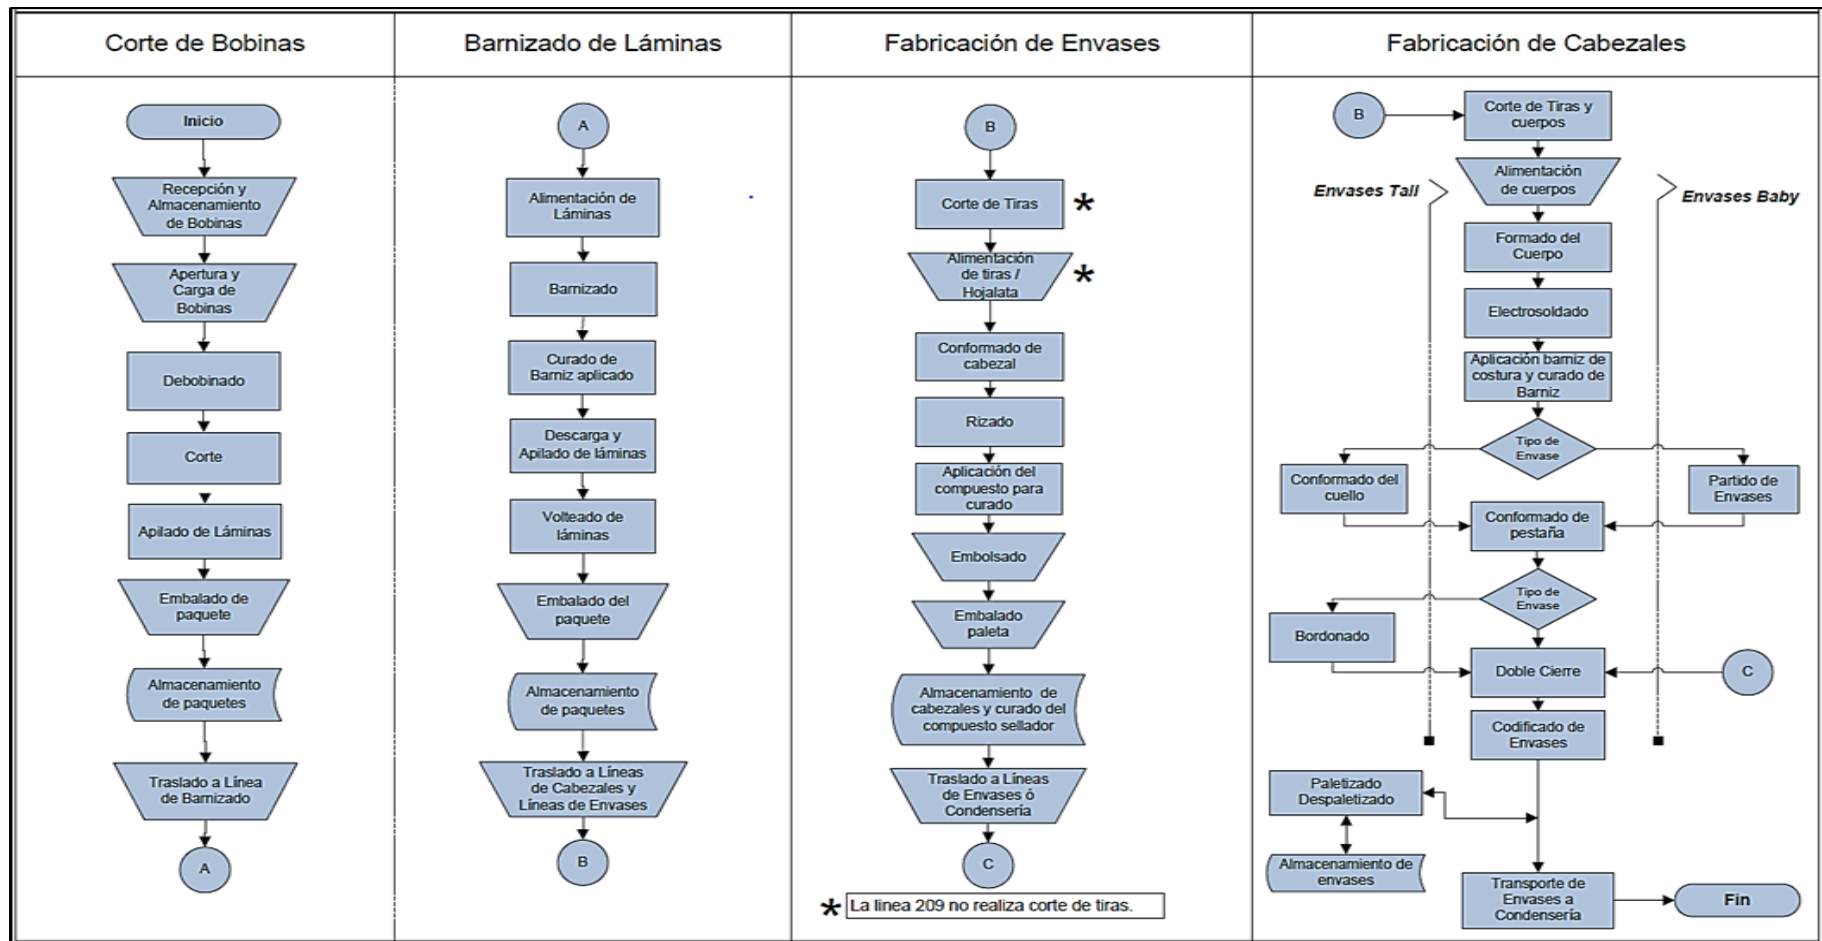 Corte de Bobinas
Inicio
Recepción y
Almacenamiento
de Bobinas
Apertura y
Carga de
Bobinas
Debobinado
Corte
Apilado de Láminas
Embalado de
paquete
Almacenamiento
de paquetes
Traslado a Línea
de Barnizado
A
Barnizado de Láminas
A
Alimentación de
Láminas
Barnizado
Curado de
Barniz aplicado
Descarga y
Apilado de láminas
Volteado de
láminas
Embalado del
paquete
Almacenamiento
de paquetes
Traslado a Líneas
de Cabezales y
Líneas de Envases
B
Fabricación de Envases
B
Corte de Tiras *
Alimentación
de tiras / *
Hojalata
Conformado de
cabezal
Rizado
Aplicación del
compuesto para
curado
Embolsado
Embalado
paleta
Almacenamiento de
cabezales y curado del
compuesto sellador
Traslado a Líneas
de Envases ó
Condensería
C
* La linea 209 no realiza corte de tiras.
Fabricación de Cabezales
B
Corte de Tiras y
cuerpos
Alimentación
de cuerpos
Envases Tall
Envases Baby
Formado del
Cuerpo
Electrosoldado
Aplicación barniz de
costura y curado de
Barniz
Tipo de
Envase
Conformado del
cuello
Partido de
Envases
Conformado de
pestaña
Tipo de
Envase
Bordonado
Doble Cierre
C
Codificado de
Envases
Paletizado
Despaletizado
Almacenamiento de
envases
Transporte de
Envases a
Condensería
Fin